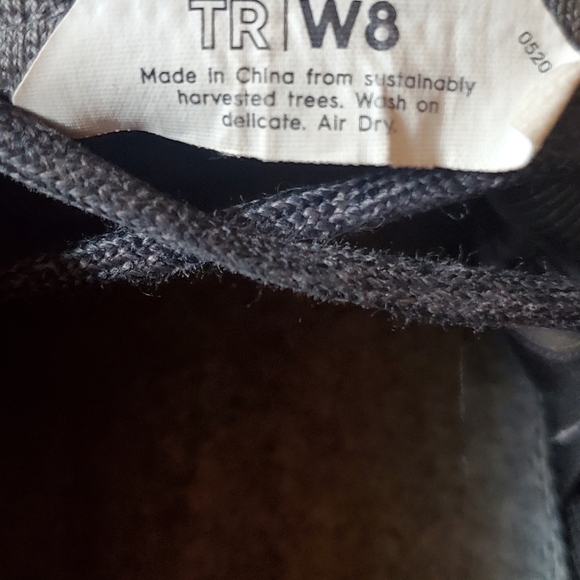 TR|W8
0520
Made in China from sustainably
harvested trees. Wash on
delicate. Air Dry.